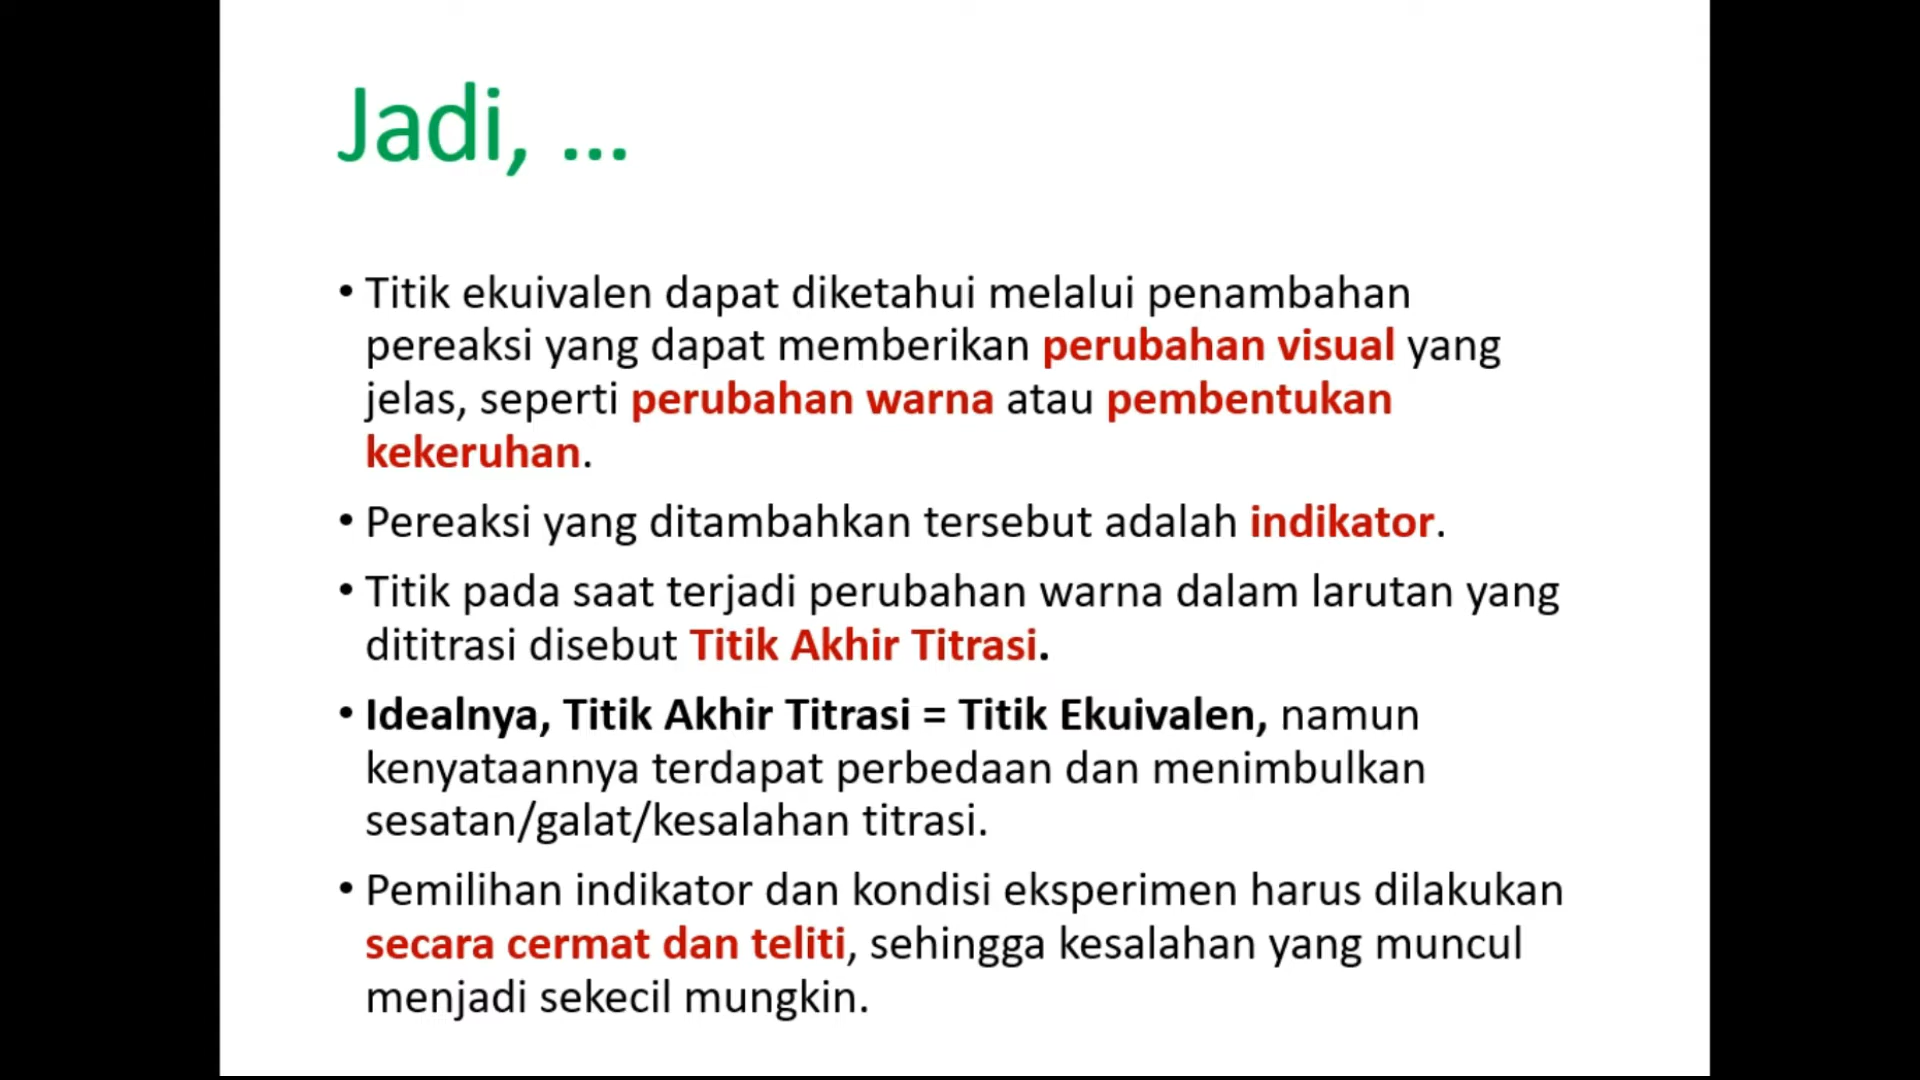 Jadi, ...
• Titik ekuivalen dapat diketahui melalui penambahan
pereaksi yang dapat memberikan perubahan visual yang
jelas, seperti perubahan warna atau pembentukan
kekeruhan.
• Pereaksi yang ditambahkan tersebut adalah indikator.
• Titik pada saat terjadi perubahan warna dalam larutan yang
dititrasi disebut Titik Akhir Titrasi.
• Idealnya, Titik Akhir Titrasi = Titik Ekuivalen, namun
kenyataannya terdapat perbedaan dan menimbulkan
sesatan/galat/kesalahan titrasi.
• Pemilihan indikator dan kondisi eksperimen harus dilakukan
secara cermat dan teliti, sehingga kesalahan yang muncul
menjadi sekecil mungkin.